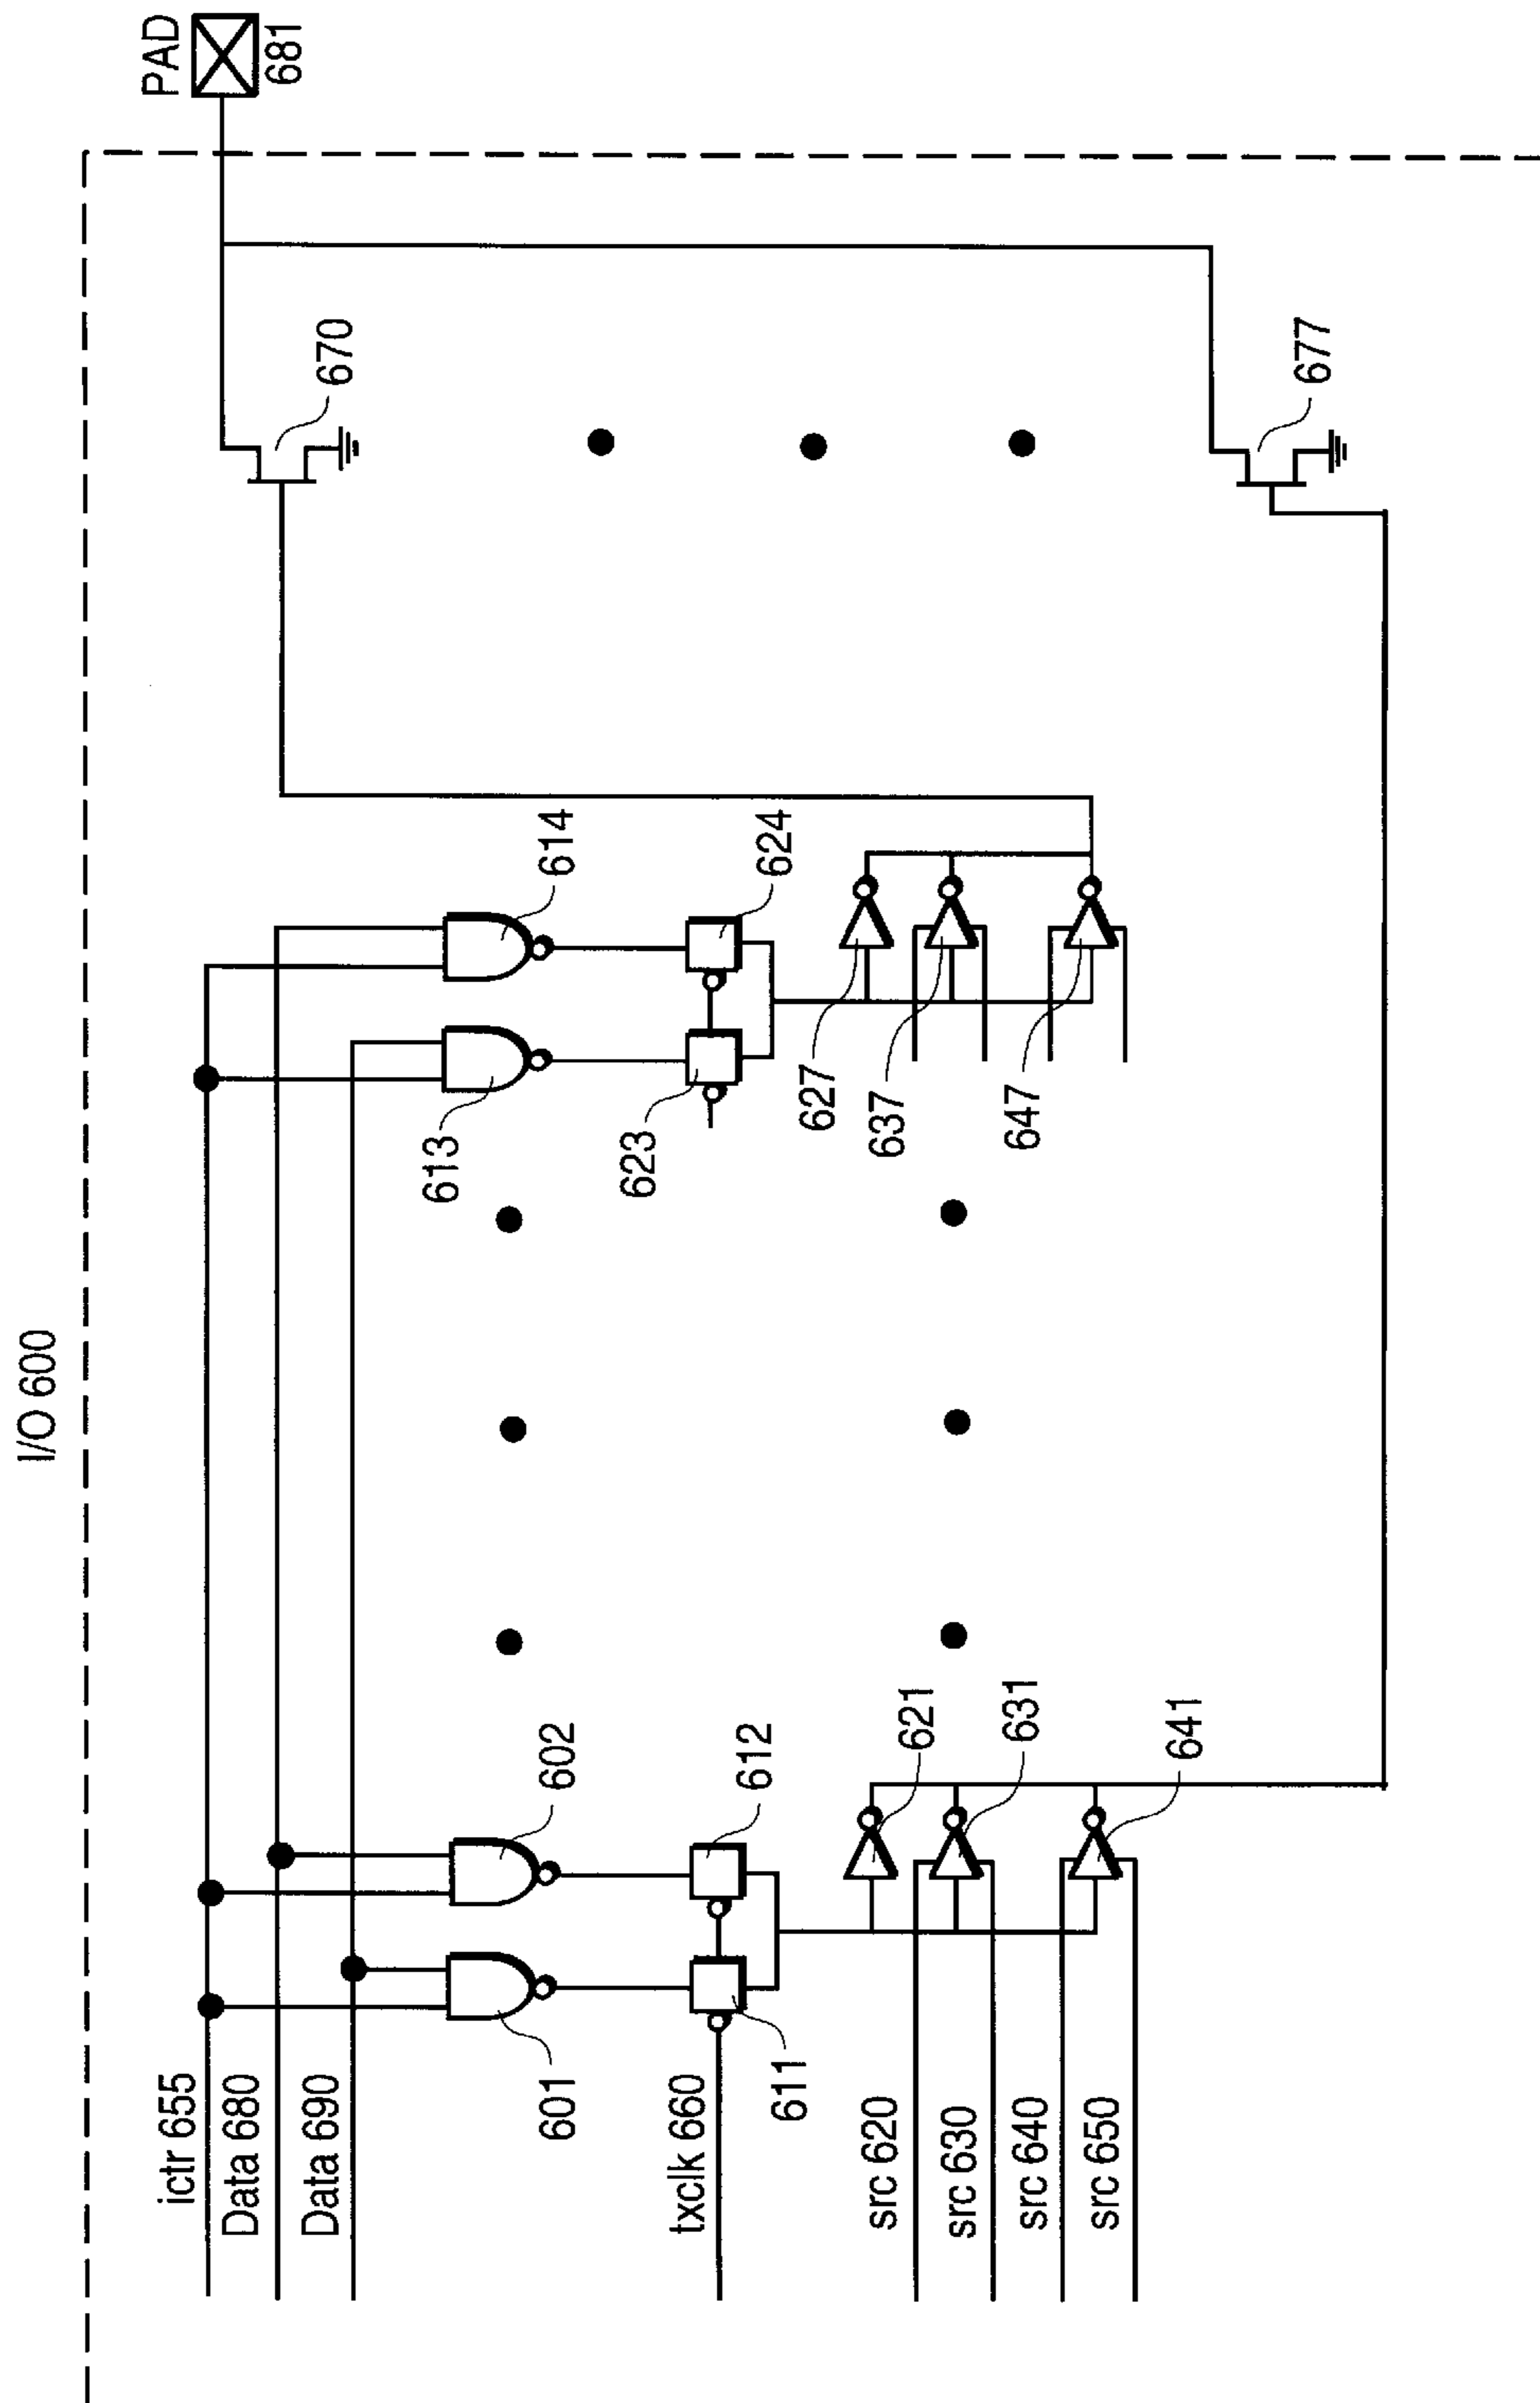 I/O 600
PAD
681
ictr 655
Data 680
Data 690
601
602
613
614
670
txclk 660
611
612
623
624
src 620
src 630
src 640
src 650
621
631
641
627
637
647
677